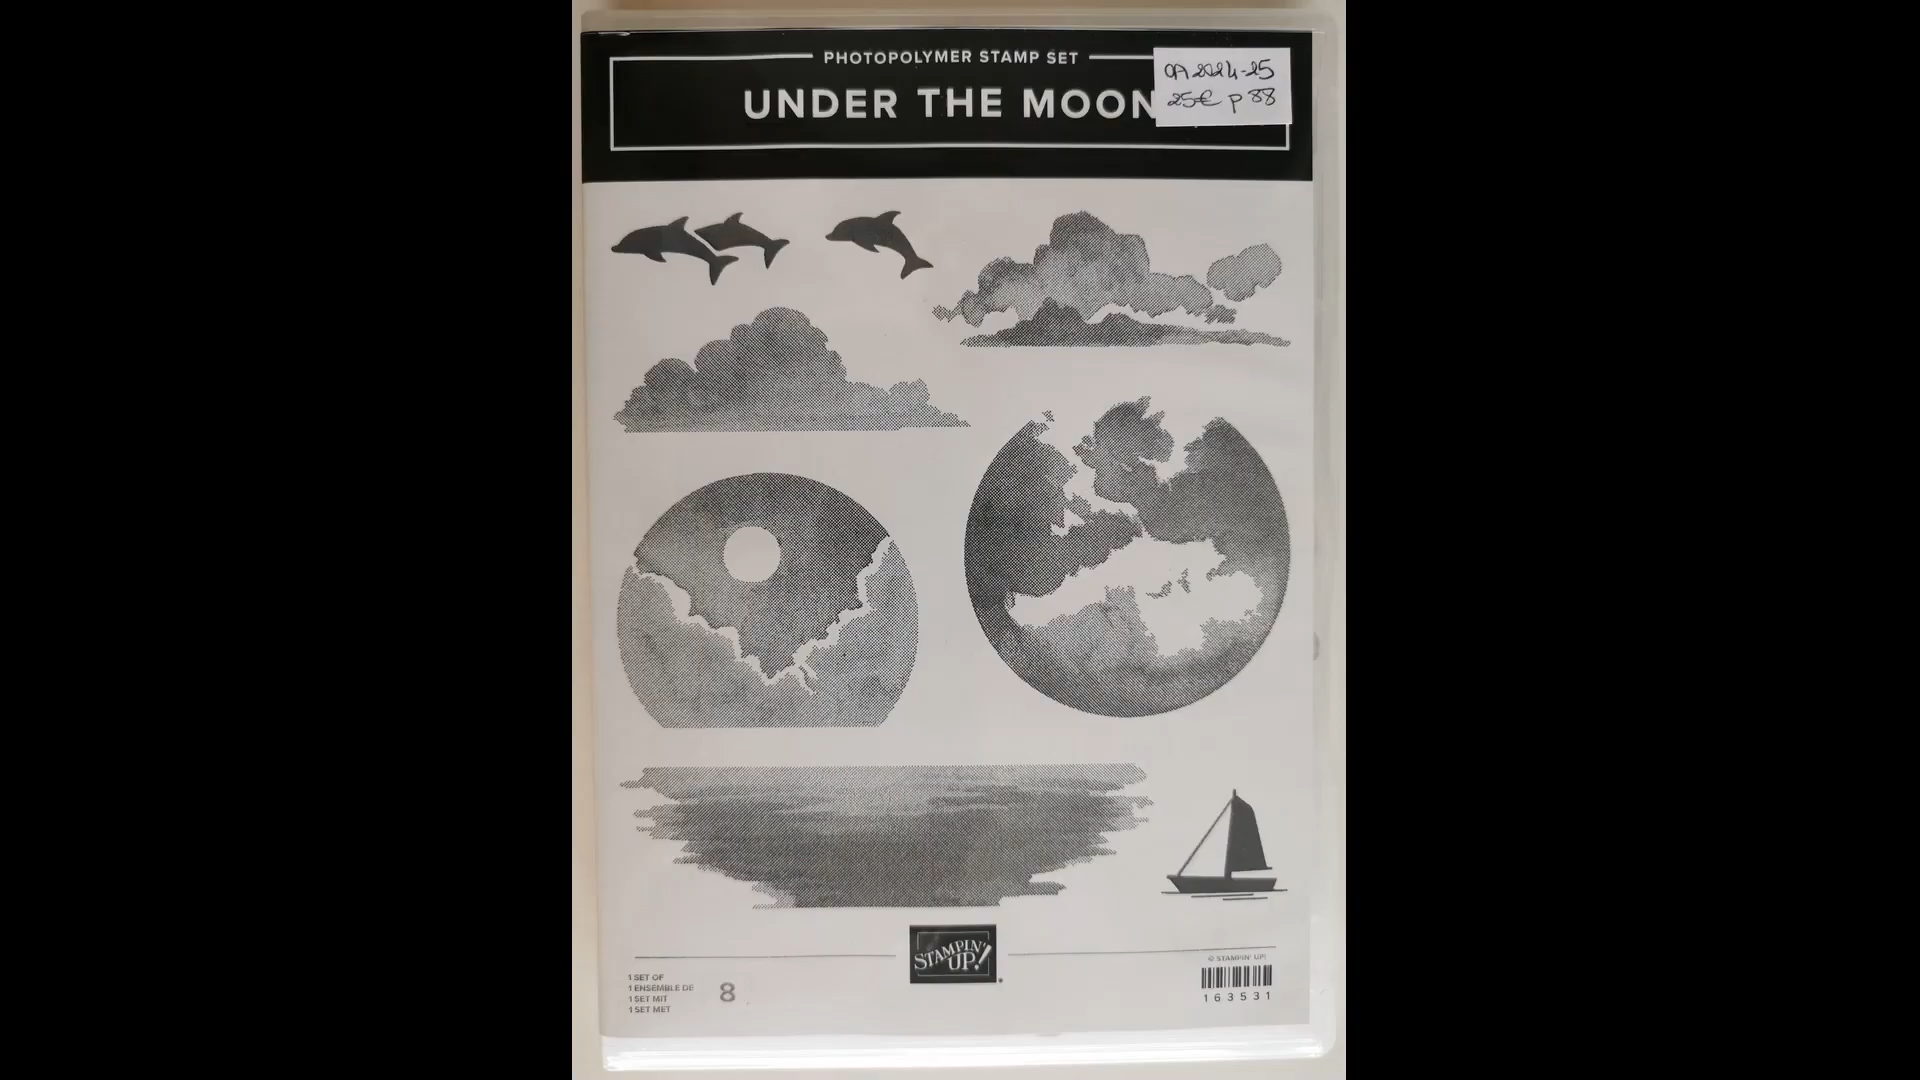 PHOTOPOLYMER STAMP SET
UNDER THE MOON
OA 2024-25
25€ p 88
STAMPIN' UP!
© STAMPIN' UP!
1 SET OF
1 ENSEMBLE DE
1 SET MIT
1 SET MET
8
163531